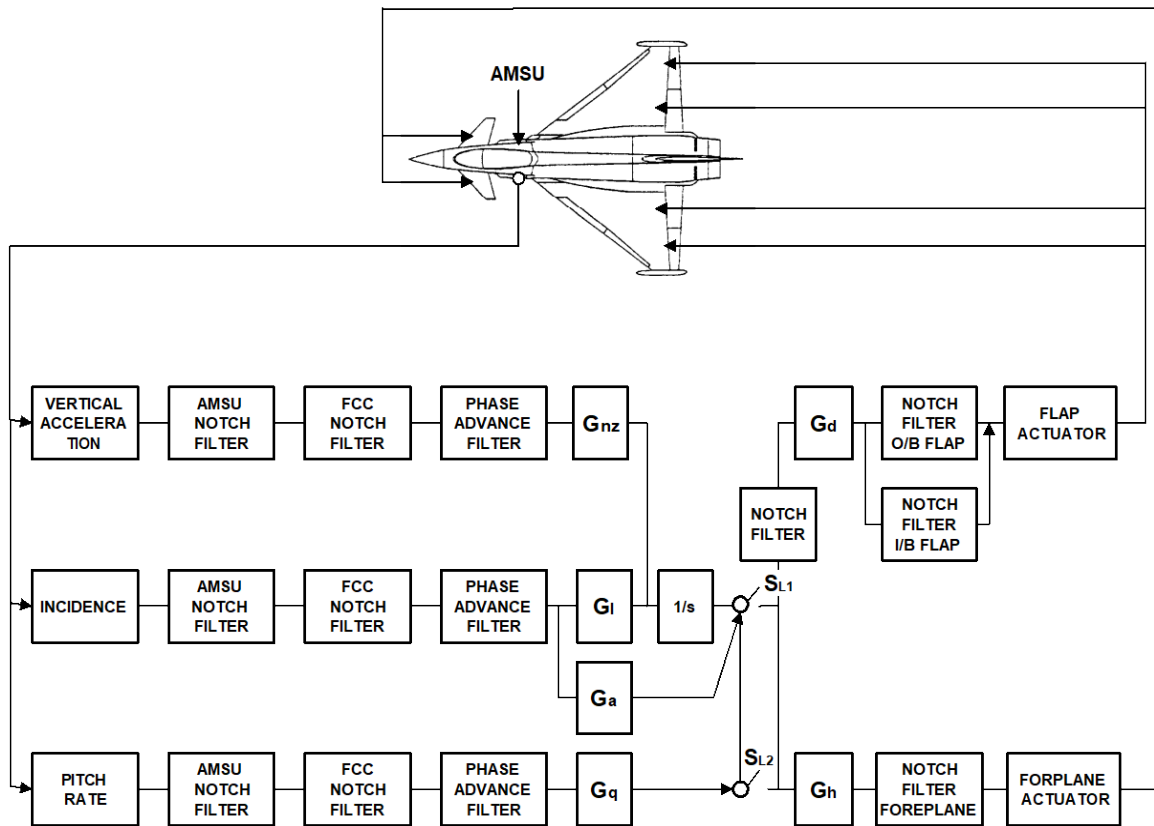 AMSU
VERTICAL
ACCELERA
TION
AMSU
NOTCH
FILTER
FCC
NOTCH
FILTER
PHASE
ADVANCE
FILTER
Gnz
Gd
NOTCH
FILTER
O/B FLAP
FLAP
ACTUATOR
NOTCH
FILTER
NOTCH
FILTER
I/B FLAP
INCIDENCE
AMSU
NOTCH
FILTER
FCC
NOTCH
FILTER
PHASE
ADVANCE
FILTER
GI
1/s
SL1
Ga
PITCH
RATE
AMSU
NOTCH
FILTER
FCC
NOTCH
FILTER
PHASE
ADVANCE
FILTER
Gq
SL2
Gh
NOTCH
FILTER
FOREPLANE
FORPLANE
ACTUATOR